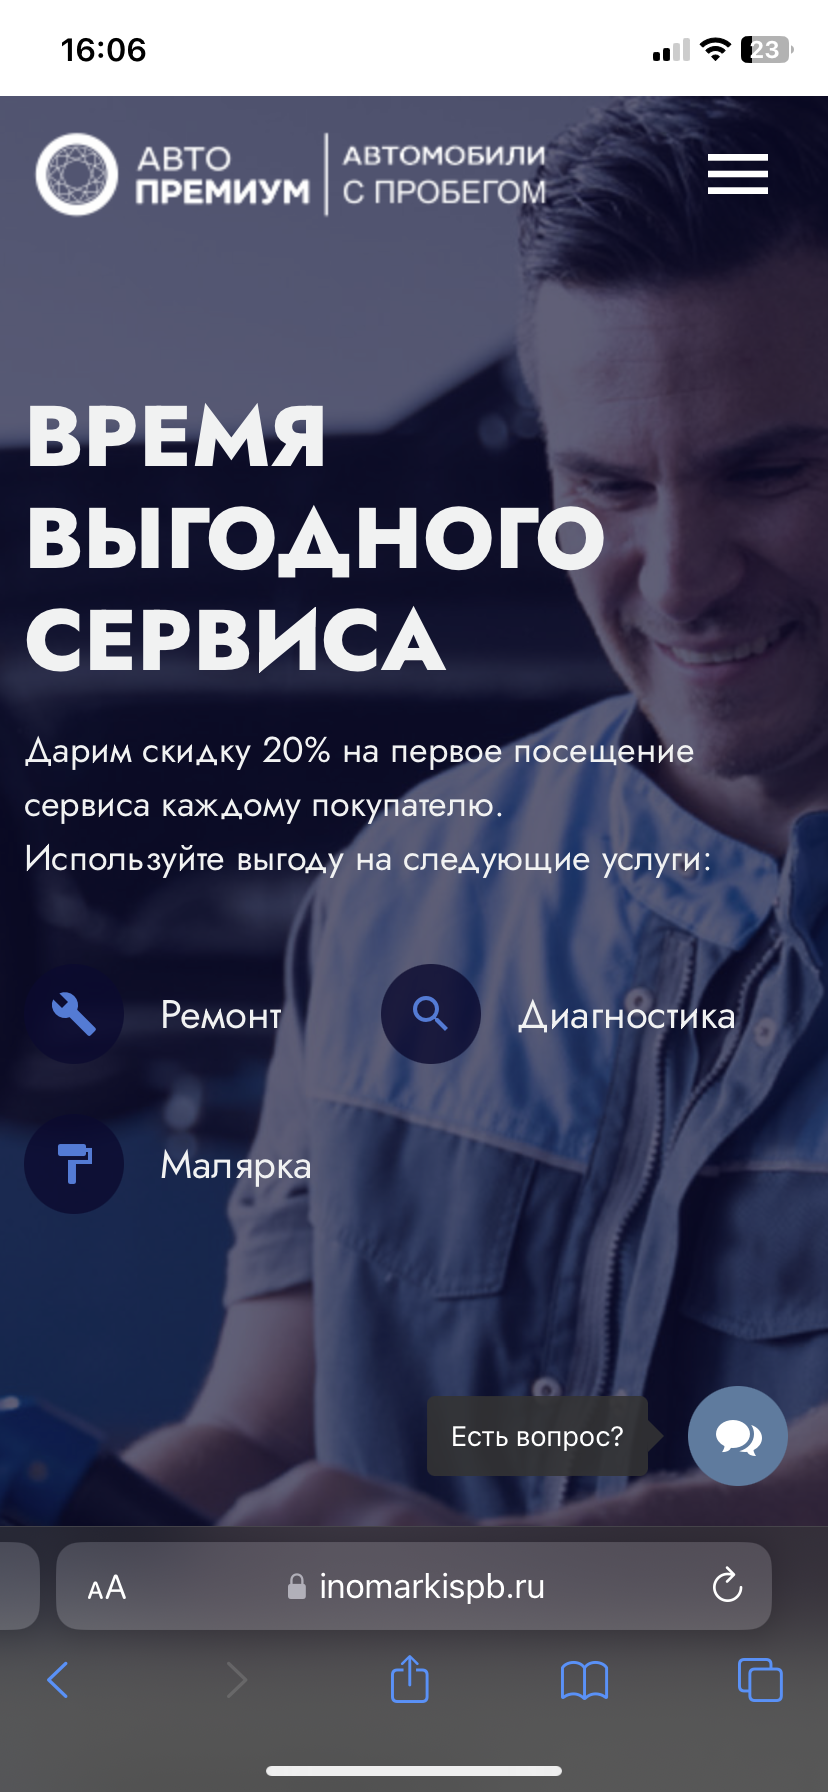 16:06
23
АВТО
ПРЕМИУМ
АВТОМОБИЛИ
С ПРОБЕГОМ
ВРЕМЯ
ВЫГОДНОГО
СЕРВИСА
Дарим скидку 20% на первое посещение
сервиса каждому покупателю.
Используйте выгоду на следующие услуги:
Ремонт
Диагностика
Малярка
Есть вопрос?
AA
inomarkispb.ru